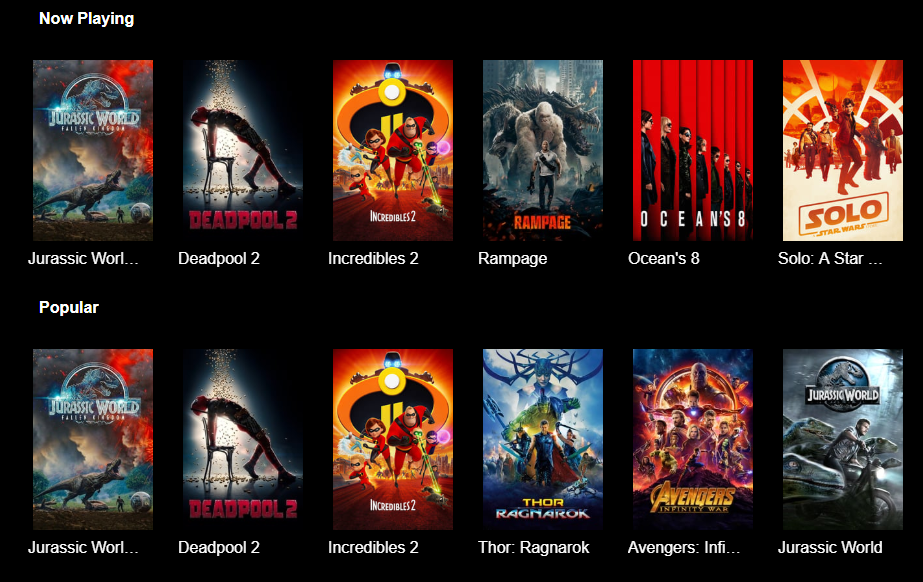 Now Playing
JURASSIC WORLD
FALLEN KINGDOM
DEADPOOL 2
INCREDIBLES 2
RAMPAGE
OCEAN'S 8
SOLO
A STAR WARS STORY
Jurassic Worl...
Deadpool 2
Incredibles 2
Rampage
Ocean's 8
Solo: A Star ...
Popular
JURASSIC WORLD
FALLEN KINGDOM
DEADPOOL 2
INCREDIBLES 2
THOR
RAGNAROK
AVENGERS
INFINITY WAR
JURASSIC WORLD
Jurassic Worl...
Deadpool 2
Incredibles 2
Thor: Ragnarok
Avengers: Infi...
Jurassic World